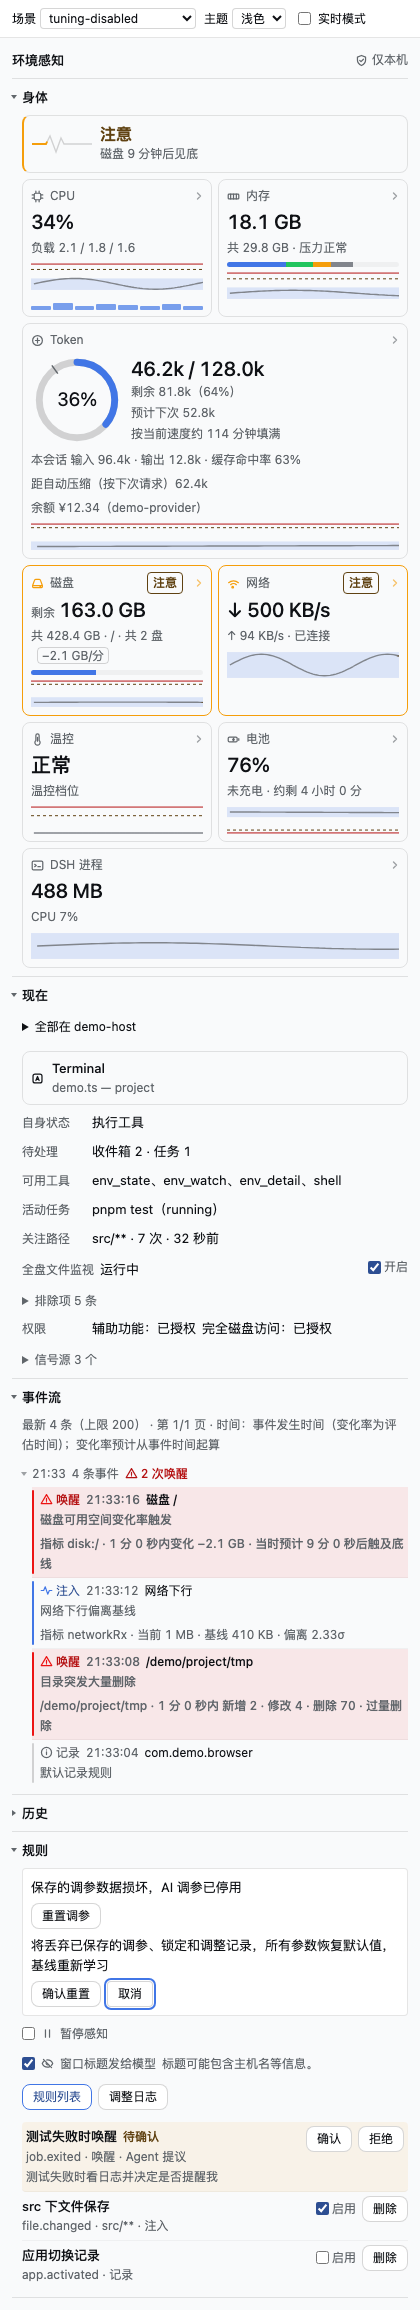 场景 tuning-disabled 主题 浅色 实时模式
环境感知 仅本机
身体
注意
磁盘 9 分钟后见底
CPU
34%
负载 2.1 / 1.8 / 1.6
内存
18.1 GB
共 29.8 GB · 压力正常
Token
36%
46.2k / 128.0k
剩余 81.8k（64%）
预计下次 52.8k
按当前速度约 114 分钟填满
本会话 输入 96.4k · 输出 12.8k · 缓存命中率 63%
距自动压缩（按下次请求）62.4k
余额 ¥12.34（demo-provider）
磁盘 注意
剩余 163.0 GB
共 428.4 GB · / · 共 2 盘
−2.1 GB/分
网络 注意
↓ 500 KB/s
↑ 94 KB/s · 已连接
温控
正常
温控档位
电池
76%
未充电 · 约剩 4 小时 0 分
DSH 进程
488 MB
CPU 7%
现在
全部在 demo-host
Terminal
demo.ts — project
自身状态 执行工具
待处理 收件箱 2 · 任务 1
可用工具 env_state、env_watch、env_detail、shell
活动任务 pnpm test（running）
关注路径 src/** · 7 次 · 32 秒前
全盘文件监视 运行中 开启
排除项 5 条
权限 辅助功能：已授权 完全磁盘访问：已授权
信号源 3 个
事件流
最新 4 条（上限 200） · 第 1/1 页 · 时间：事件发生时间（变化率为评
估时间）；变化率预计从事件时间起算
21:33 4 条事件 2 次唤醒
唤醒 21:33:16 磁盘 /
磁盘可用空间变化率触发
指标 disk:/ · 1 分 0 秒内变化 −2.1 GB · 当时预计 9 分 0 秒后触及底
线
注入 21:33:12 网络下行
网络下行偏离基线
指标 networkRx · 当前 1 MB · 基线 410 KB · 偏离 2.33σ
唤醒 21:33:08 /demo/project/tmp
目录突发大量删除
/demo/project/tmp · 1 分 0 秒内 新增 2 · 修改 4 · 删除 70 · 过量删
除
记录 21:33:04 com.demo.browser
默认记录规则
历史
规则
保存的调参数据损坏，AI 调参已停用
重置调参
将丢弃已保存的调参、锁定和调整记录，所有参数恢复默认值，
基线重新学习
确认重置 取消
暂停感知
窗口标题发给模型 标题可能包含主机名等信息。
规则列表 调整日志
测试失败时唤醒 待确认 确认 拒绝
job.exited · 唤醒 · Agent 提议
测试失败时看日志并决定是否提醒我
src 下文件保存 启用 删除
file.changed · src/** · 注入
应用切换记录 启用 删除
app.activated · 记录